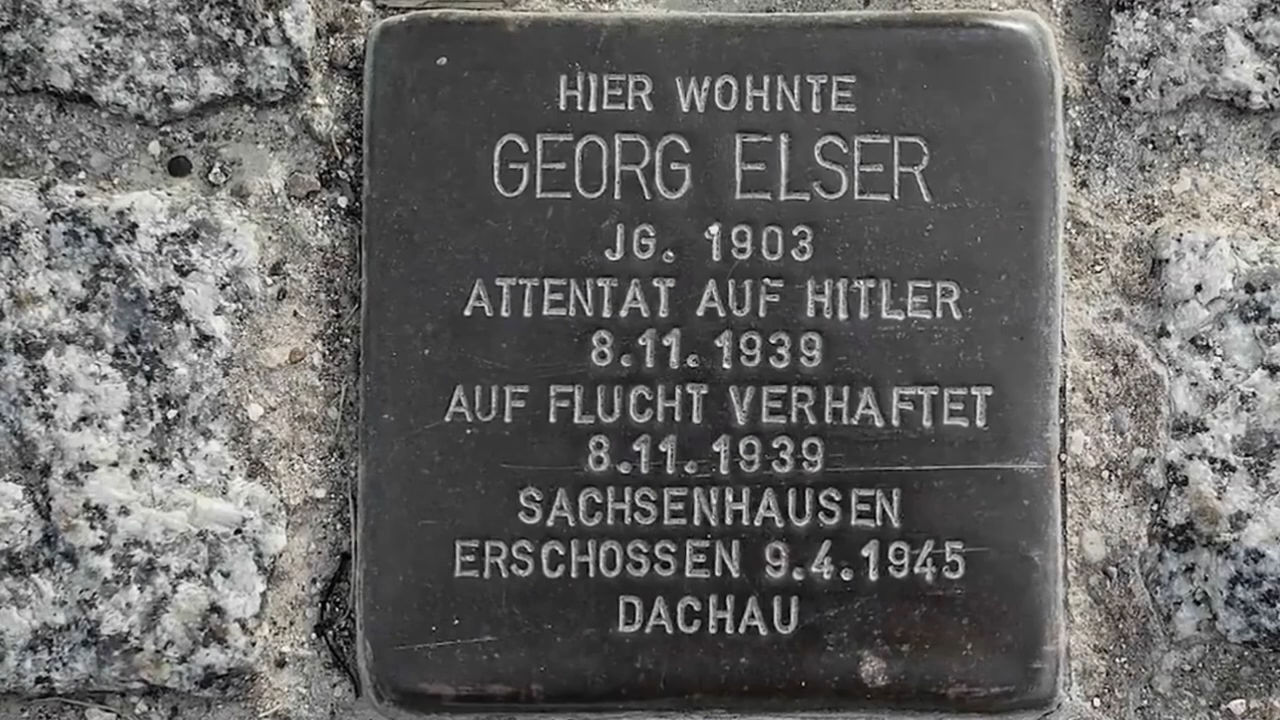 HIER WOHNTE
GEORG ELSER
JG. 1903
ATTENTAT AUF HITLER
8.11.1939
AUF FLUCHT VERHAFTET
8.11.1939
SACHSENHAUSEN
ERSCHOSSEN 9.4.1945
DACHAU